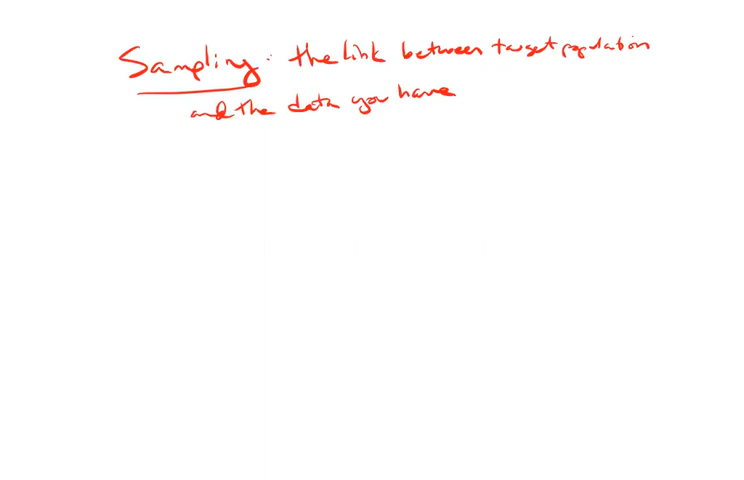 Sampling: the link between target population
and the data you have